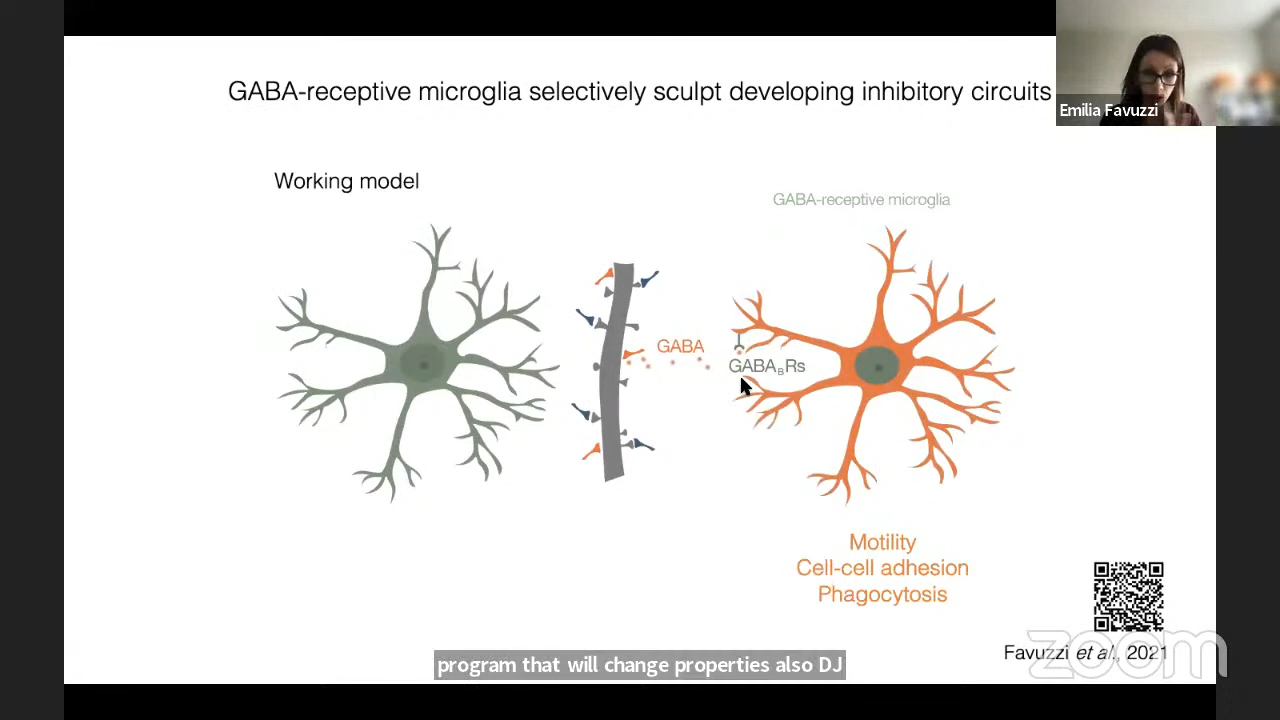 GABA-receptive microglia selectively sculpt developing inhibitory circuits
Emilia Favuzzi
Working model
GABA-receptive microglia
GABA
GABABRs
Motility
Cell-cell adhesion
Phagocytosis
Favuzzi et al., 2021
zoom
program that will change properties also DJ